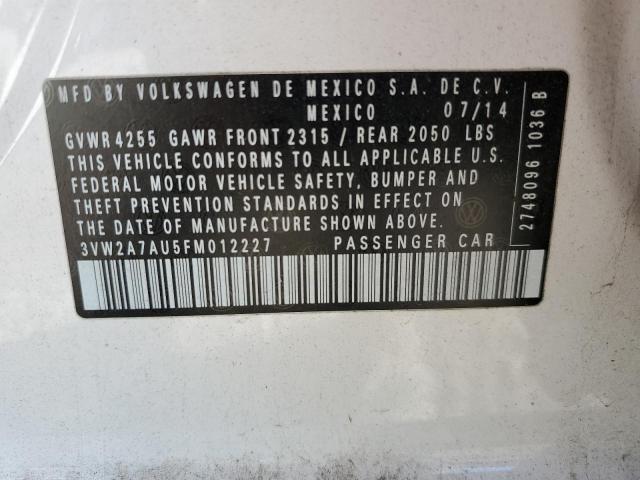 MFD BY VOLKSWAGEN DE MEXICO S.A. DE C.V.
MEXICO 07/14
GVWR 4255 GAWR FRONT 2315 / REAR 2050 LBS
THIS VEHICLE CONFORMS TO ALL APPLICABLE U.S.
FEDERAL MOTOR VEHICLE SAFETY, BUMPER AND
THEFT PREVENTION STANDARDS IN EFFECT ON
THE DATE OF MANUFACTURE SHOWN ABOVE.
3VW2A7AU5FM012227 PASSENGER CAR
2748096 1036 B